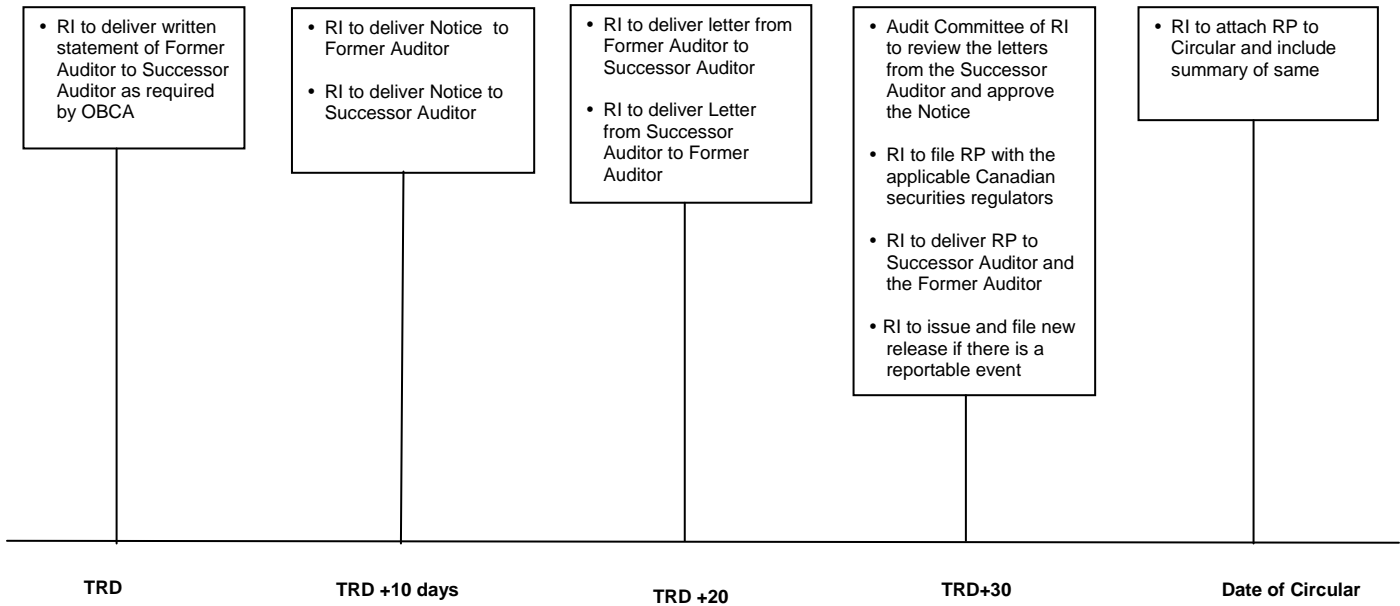 • RI to deliver written
statement of Former
Auditor to Successor
Auditor as required
by OBCA
• RI to deliver Notice to
Former Auditor
• RI to deliver Notice to
Successor Auditor
• RI to deliver letter from
Former Auditor to
Successor Auditor
• RI to deliver Letter
from Successor
Auditor to Former
Auditor
• Audit Committee of RI
to review the letters
from the Successor
Auditor and approve
the Notice
• RI to file RP with the
applicable Canadian
securities regulators
• RI to deliver RP to
Successor Auditor and
the Former Auditor
• RI to issue and file new
release if there is a
reportable event
• RI to attach RP to
Circular and include
summary of same
TRD
TRD +10 days
TRD +20
TRD+30
Date of Circular